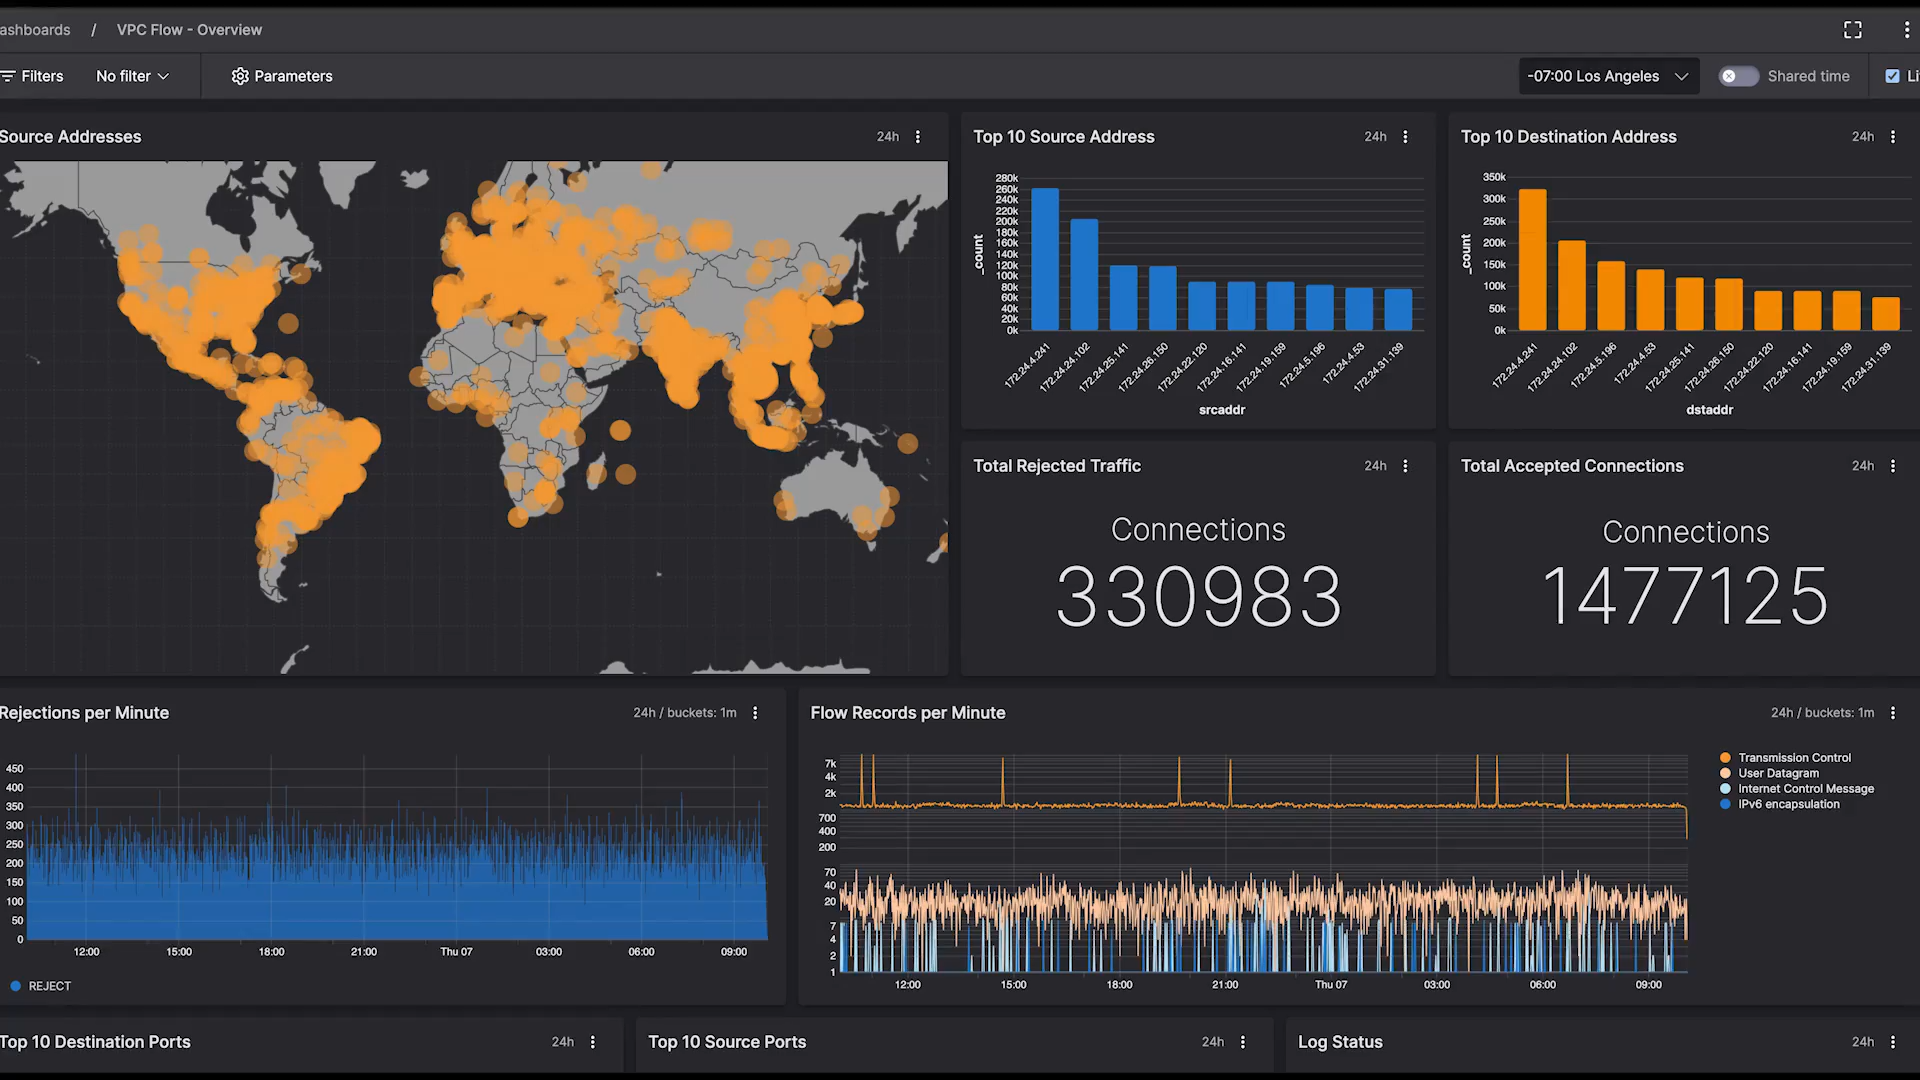 ashboards / VPC Flow - Overview
Filters No filter Parameters -07:00 Los Angeles Shared time Li
Source Addresses 24h
Top 10 Source Address 24h
280k
260k
240k
220k
200k
180k
160k
140k
120k
100k
80k
60k
40k
20k
0k
_count
172.24.4.241
172.24.24.102
172.24.25.141
172.24.26.150
172.24.22.120
172.24.16.141
172.24.19.159
172.24.5.196
172.24.4.53
172.24.31.139
srcaddr
Top 10 Destination Address 24h
350k
300k
250k
200k
150k
100k
50k
0k
_count
172.24.4.241
172.24.24.102
172.24.5.196
172.24.4.53
172.24.25.141
172.24.26.150
172.24.22.120
172.24.16.141
172.24.19.159
172.24.31.139
dstaddr
Total Rejected Traffic 24h
Connections
330983
Total Accepted Connections 24h
Connections
1477125
Rejections per Minute 24h / buckets: 1m
450
400
350
300
250
200
150
100
50
0
12:00 15:00 18:00 21:00 Thu 07 03:00 06:00 09:00
REJECT
Flow Records per Minute 24h / buckets: 1m
7k
4k
2k
700
400
200
70
40
20
7
4
2
1
12:00 15:00 18:00 21:00 Thu 07 03:00 06:00 09:00
Transmission Control
User Datagram
Internet Control Message
IPv6 encapsulation
Top 10 Destination Ports 24h
Top 10 Source Ports 24h
Log Status 24h